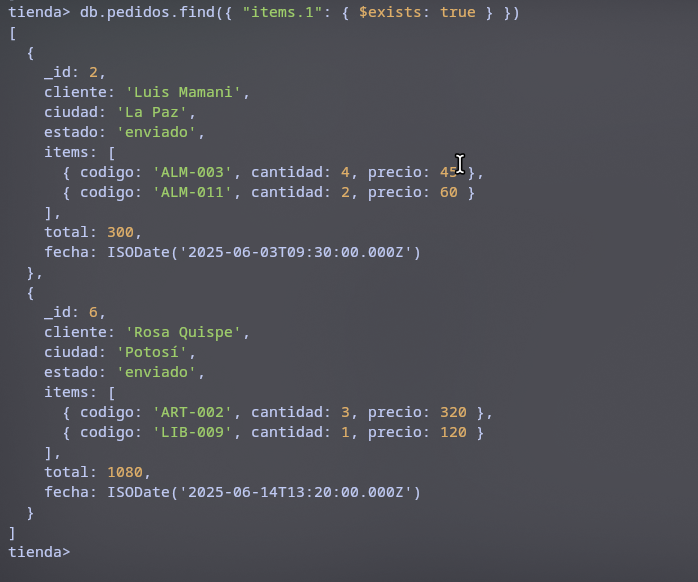 tienda> db.pedidos.find({ "items.1": { $exists: true } })
[
  {
    _id: 2,
    cliente: 'Luis Mamani',
    ciudad: 'La Paz',
    estado: 'enviado',
    items: [
      { codigo: 'ALM-003', cantidad: 4, precio: 45 },
      { codigo: 'ALM-011', cantidad: 2, precio: 60 }
    ],
    total: 300,
    fecha: ISODate('2025-06-03T09:30:00.000Z')
  },
  {
    _id: 6,
    cliente: 'Rosa Quispe',
    ciudad: 'Potosí',
    estado: 'enviado',
    items: [
      { codigo: 'ART-002', cantidad: 3, precio: 320 },
      { codigo: 'LIB-009', cantidad: 1, precio: 120 }
    ],
    total: 1080,
    fecha: ISODate('2025-06-14T13:20:00.000Z')
  }
]
tienda>